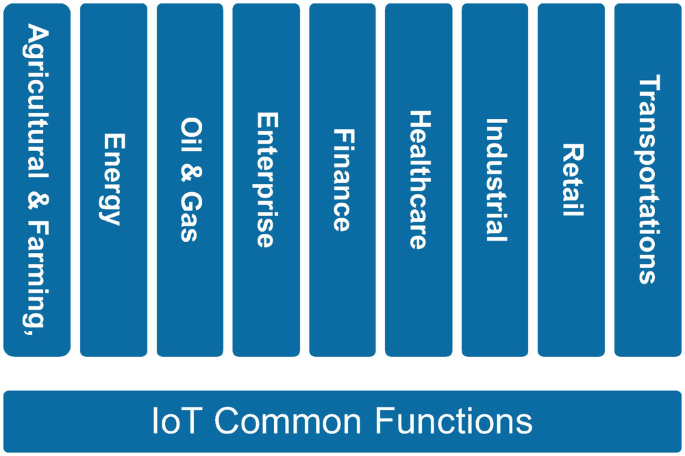 Agricultural & Farming,
Energy
Oil & Gas
Enterprise
Finance
Healthcare
Industrial
Retail
Transportations
IoT Common Functions